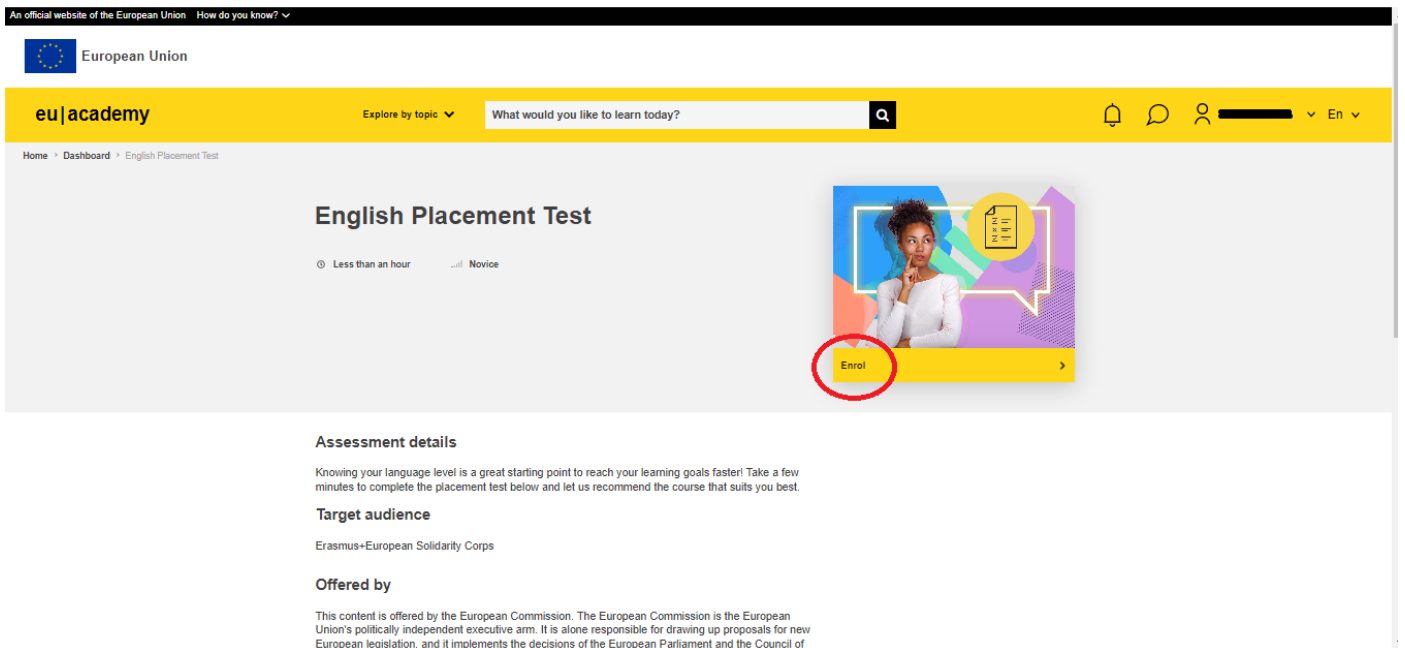 An official website of the European Union How do you know?
European Union
eu|academy
Explore by topic
What would you like to learn today?
En
Home > Dashboard > English Placement Test
English Placement Test
Less than an hour
Novice
Enrol >
Assessment details
Knowing your language level is a great starting point to reach your learning goals faster! Take a few
minutes to complete the placement test below and let us recommend the course that suits you best.
Target audience
Erasmus+European Solidarity Corps
Offered by
This content is offered by the European Commission. The European Commission is the European
Union's politically independent executive arm. It is alone responsible for drawing up proposals for new
European legislation, and it implements the decisions of the European Parliament and the Council of